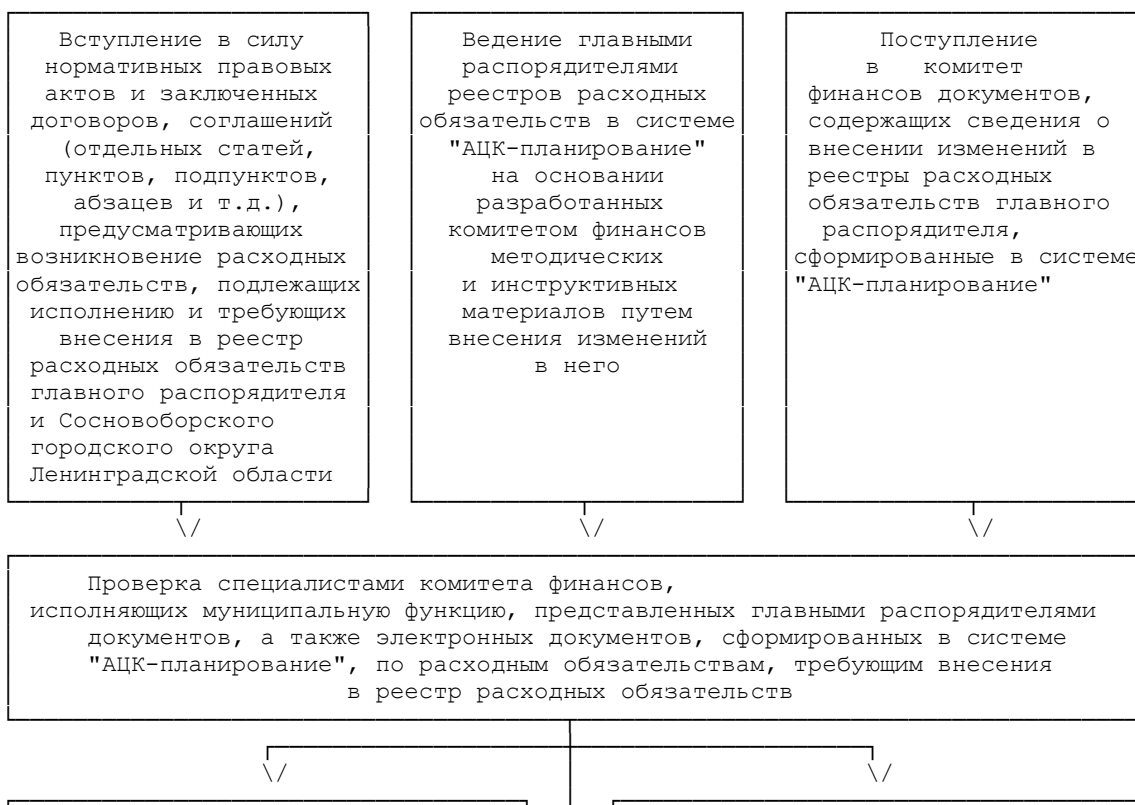 Вступление в силу
нормативных правовых
актов и заключенных
договоров, соглашений
(отдельных статей,
пунктов, подпунктов,
абзацев и т.д.),
предусматривающих
возникновение расходных
обязательств, подлежащих
исполнению и требующих
внесения в реестр
расходных обязательств
главного распорядителя
и Сосновоборского
городского округа
Ленинградской области
Ведение главными
распорядителями
реестров расходных
обязательств в системе
"АЦК-планирование"
на основании
разработанных
комитетом финансов
методических
и инструктивных
материалов путем
внесения изменений
в него
Поступление
в комитет
финансов документов,
содержащих сведения о
внесении изменений в
реестры расходных
обязательств главного
распорядителя,
сформированные в системе
"АЦК-планирование"
Проверка специалистами комитета финансов,
исполняющих муниципальную функцию, представленных главными распорядителями
документов, а также электронных документов, сформированных в системе
"АЦК-планирование", по расходным обязательствам, требующим внесения
в реестр расходных обязательств